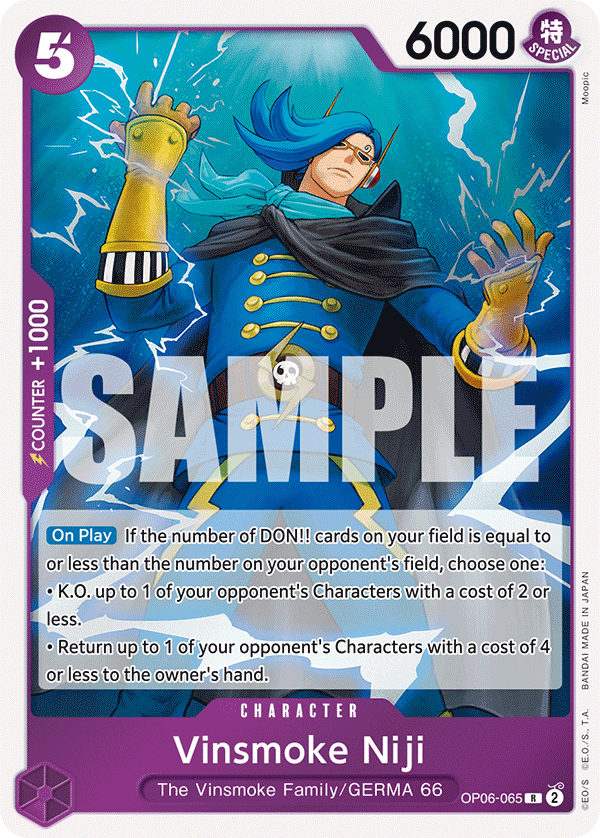 5
6000
特
SPECIAL
Moopic
COUNTER +1000
SAMPLE
On Play If the number of DON!! cards on your field is equal to
or less than the number on your opponent's field, choose one:
• K.O. up to 1 of your opponent's Characters with a cost of 2 or
less.
• Return up to 1 of your opponent's Characters with a cost of 4
or less to the owner's hand.
©E.O./S., T.A. BANDAI MADE IN JAPAN
©EO/S
CHARACTER
Vinsmoke Niji
The Vinsmoke Family/GERMA 66
OP06-065 R 2